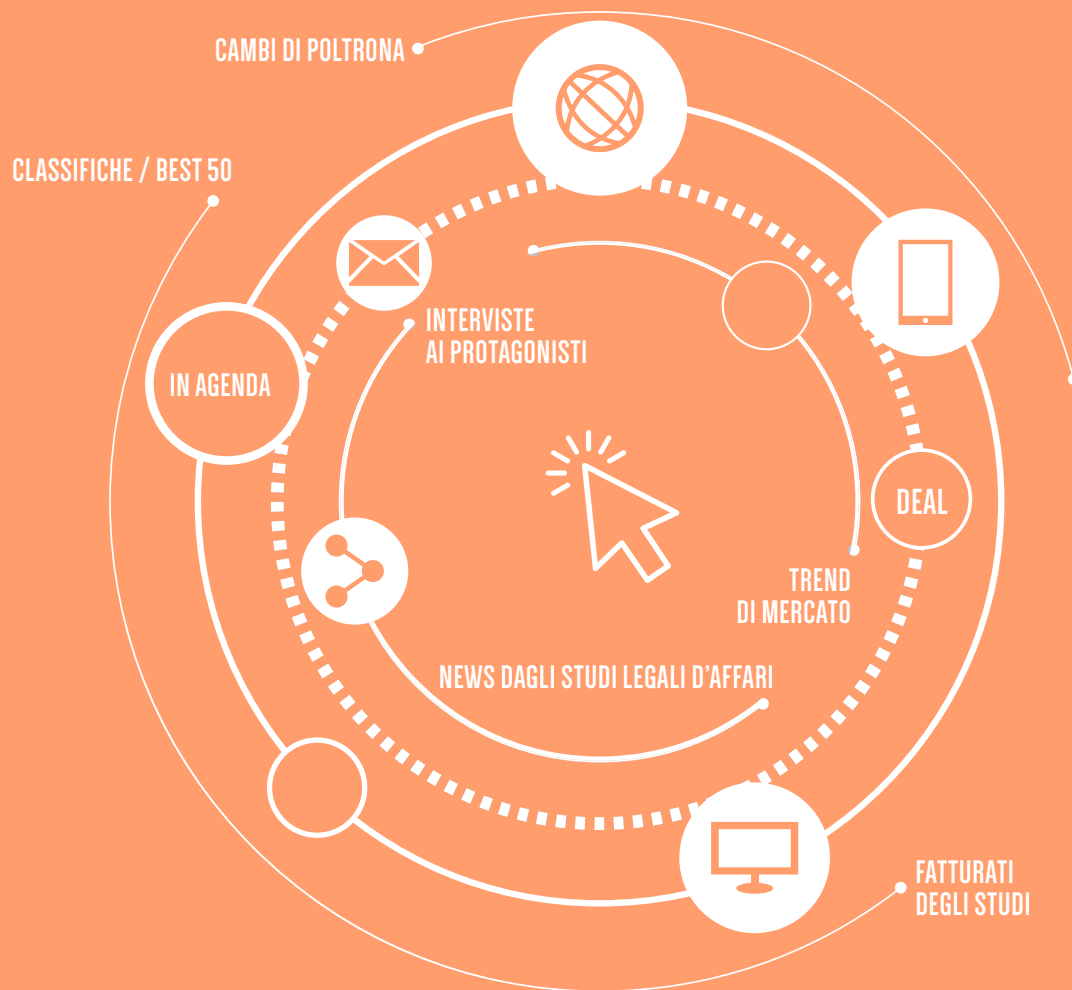 CAMBI DI POLTRONA
CLASSIFICHE / BEST 50
INTERVISTE
AI PROTAGONISTI
IN AGENDA
DEAL
TREND
DI MERCATO
NEWS DAGLI STUDI LEGALI D'AFFARI
FATTURATI
DEGLI STUDI